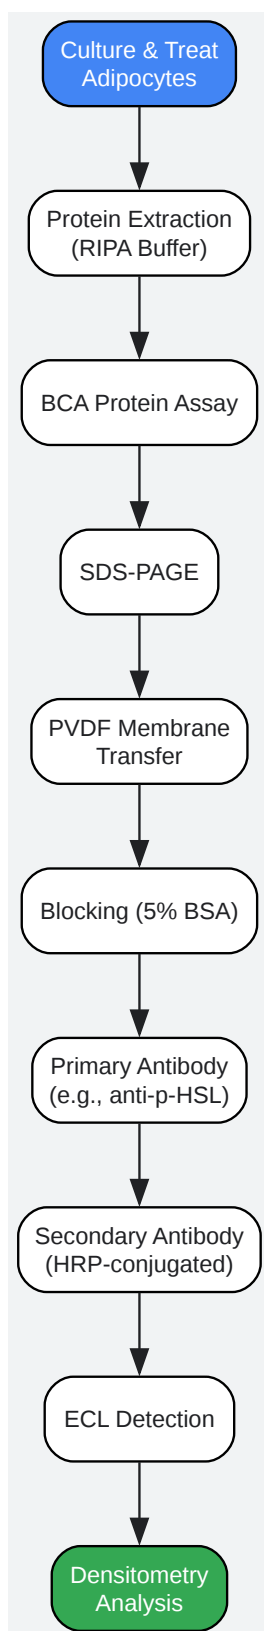 Culture & Treat
Adipocytes
Protein Extraction
(RIPA Buffer)
BCA Protein Assay
SDS-PAGE
PVDF Membrane
Transfer
Blocking (5% BSA)
Primary Antibody
(e.g., anti-p-HSL)
Secondary Antibody
(HRP-conjugated)
ECL Detection
Densitometry
Analysis